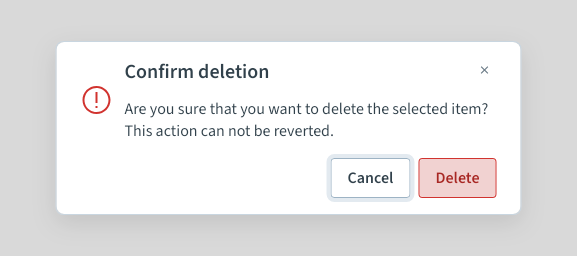 Confirm deletion
Are you sure that you want to delete the selected item?
This action can not be reverted.
Cancel
Delete